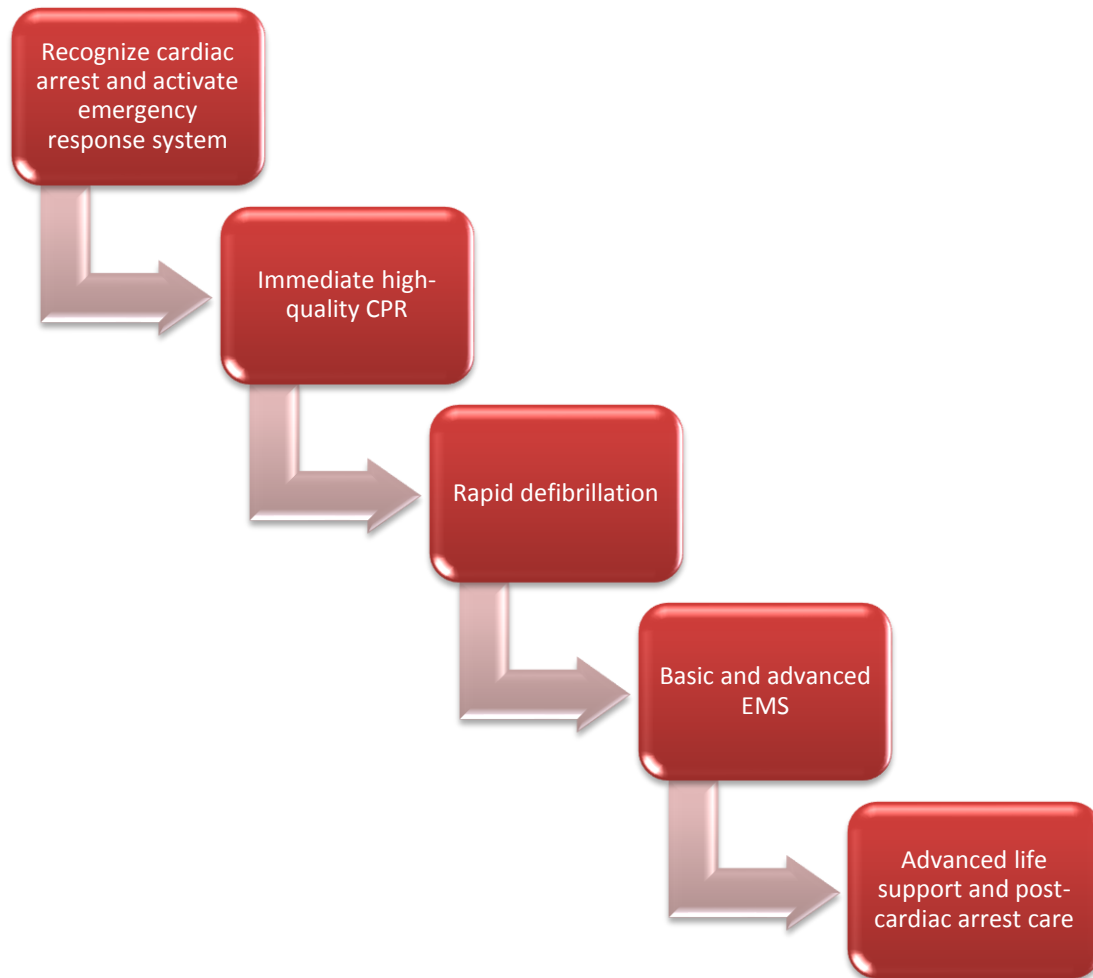 Recognize cardiac
arrest and activate
emergency
response system
Immediate high-
quality CPR
Rapid defibrillation
Basic and advanced
EMS
Advanced life
support and post-
cardiac arrest care